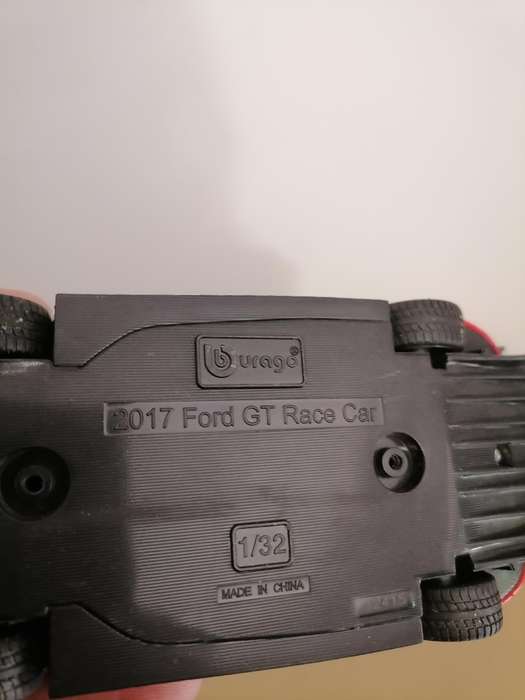 burago®
2017 Ford GT Race Car
1/32
MADE IN CHINA